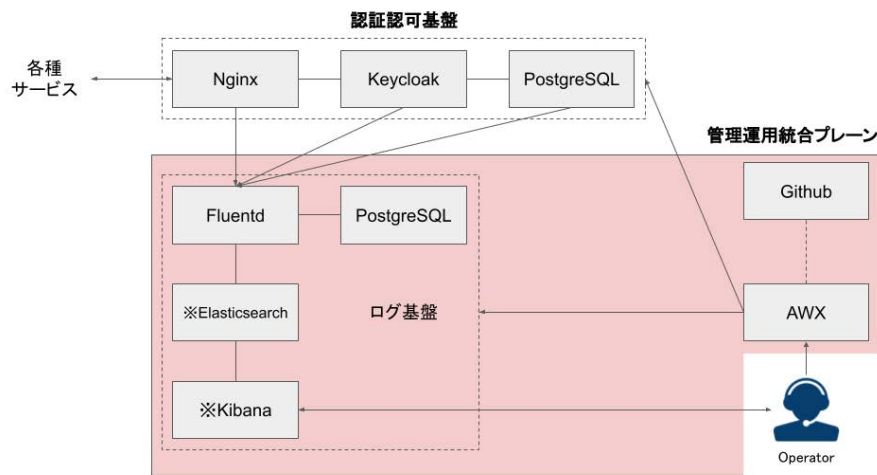 認証認可基盤
各種
サービス
Nginx
Keycloak
PostgreSQL
管理運用統合プレーン
Github
Fluentd
PostgreSQL
※Elasticsearch
ログ基盤
AWX
※Kibana
Operator